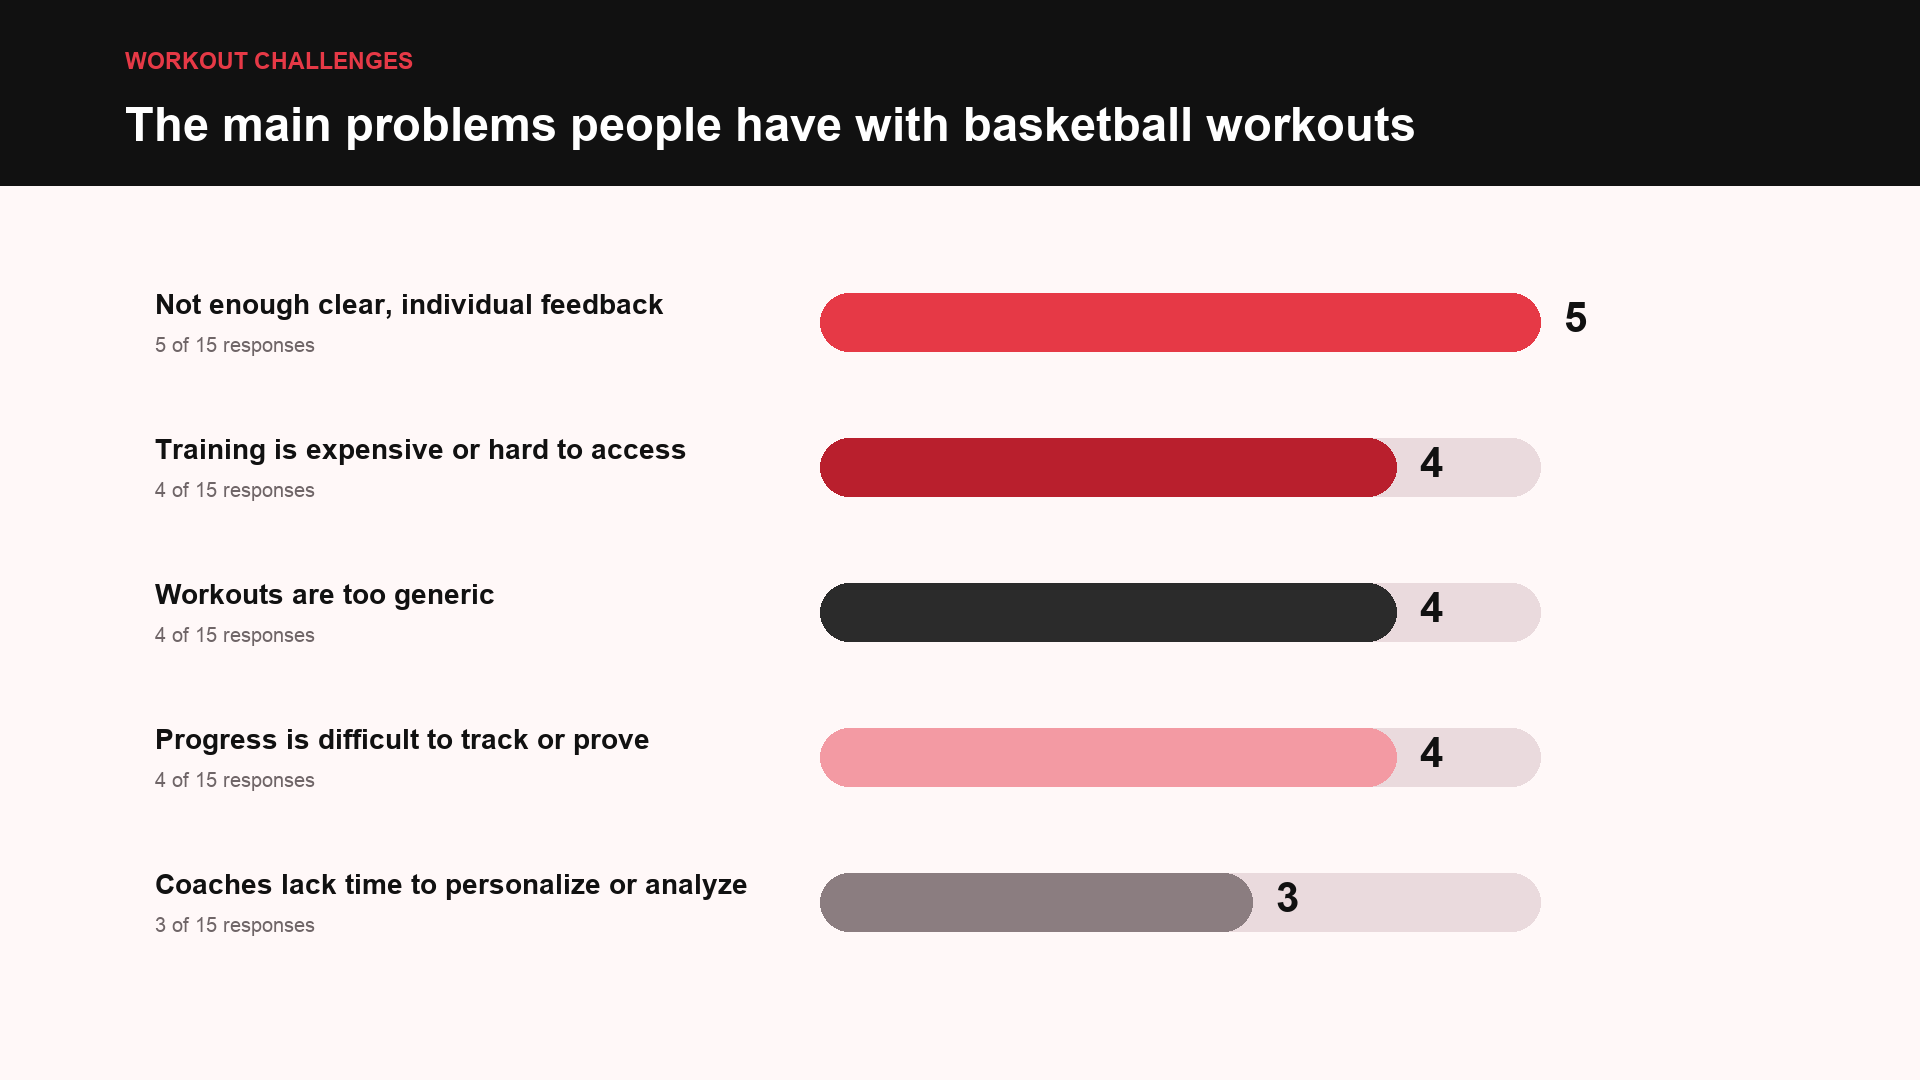 WORKOUT CHALLENGES
The main problems people have with basketball workouts
Not enough clear, individual feedback
5 of 15 responses
5
Training is expensive or hard to access
4 of 15 responses
4
Workouts are too generic
4 of 15 responses
4
Progress is difficult to track or prove
4 of 15 responses
4
Coaches lack time to personalize or analyze
3 of 15 responses
3